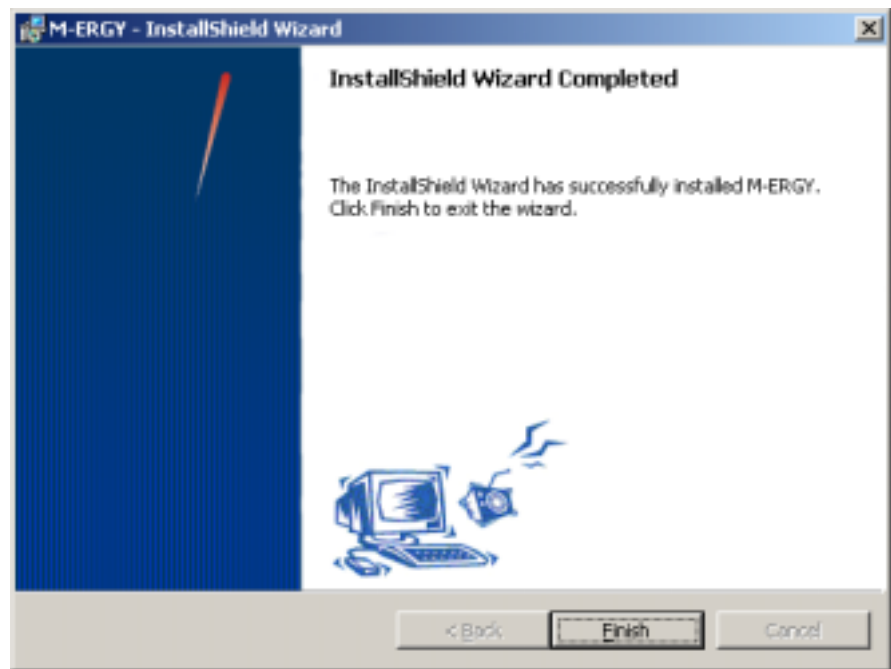 M-ERGY - InstallShield Wizard
InstallShield Wizard Completed
The InstallShield Wizard has successfully installed M-ERGY.
Click Finish to exit the wizard.
< Back
Finish
Cancel